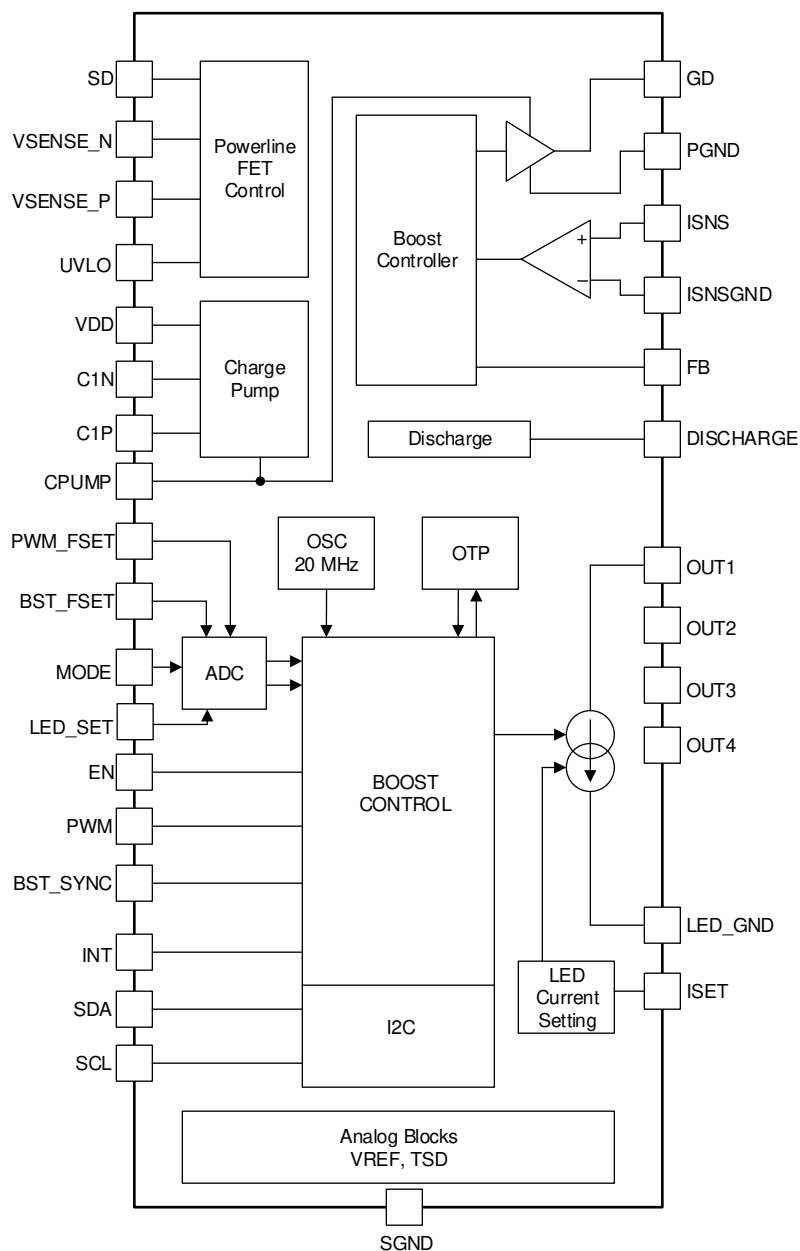 SD
VSENSE_N
VSENSE_P
UVLO
Powerline
FET
Control
VDD
C1N
C1P
CPUMP
Charge
Pump
Boost
Controller
+
−
GD
PGND
ISNS
ISNSGND
FB
Discharge
DISCHARGE
PWM_FSET
BST_FSET
MODE
LED_SET
ADC
OSC
20 MHz
OTP
EN
PWM
BST_SYNC
INT
SDA
SCL
BOOST
CONTROL
I2C
OUT1
OUT2
OUT3
OUT4
LED_GND
LED
Current
Setting
ISET
Analog Blocks
VREF, TSD
SGND